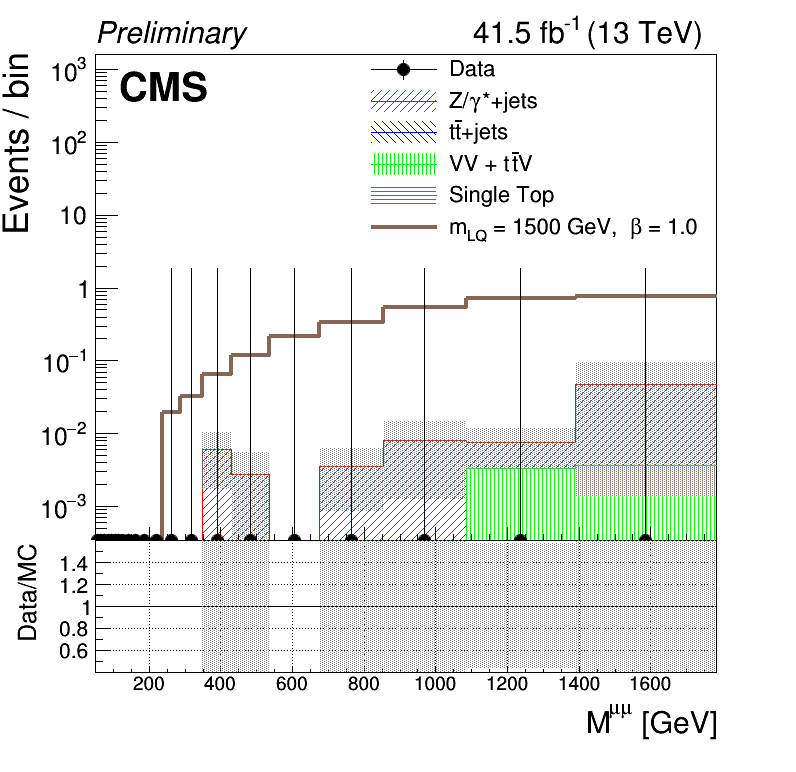 Preliminary 41.5 fb⁻¹ (13 TeV)
CMS
Events / bin
10³
10²
10
1
10⁻¹
10⁻²
10⁻³
Data
Z/γ*+jets
tt̄+jets
VV + tt̄V
Single Top
m_LQ = 1500 GeV, β = 1.0
Data/MC
1.4
1.2
1
0.8
0.6
200 400 600 800 1000 1200 1400 1600
M^μμ [GeV]